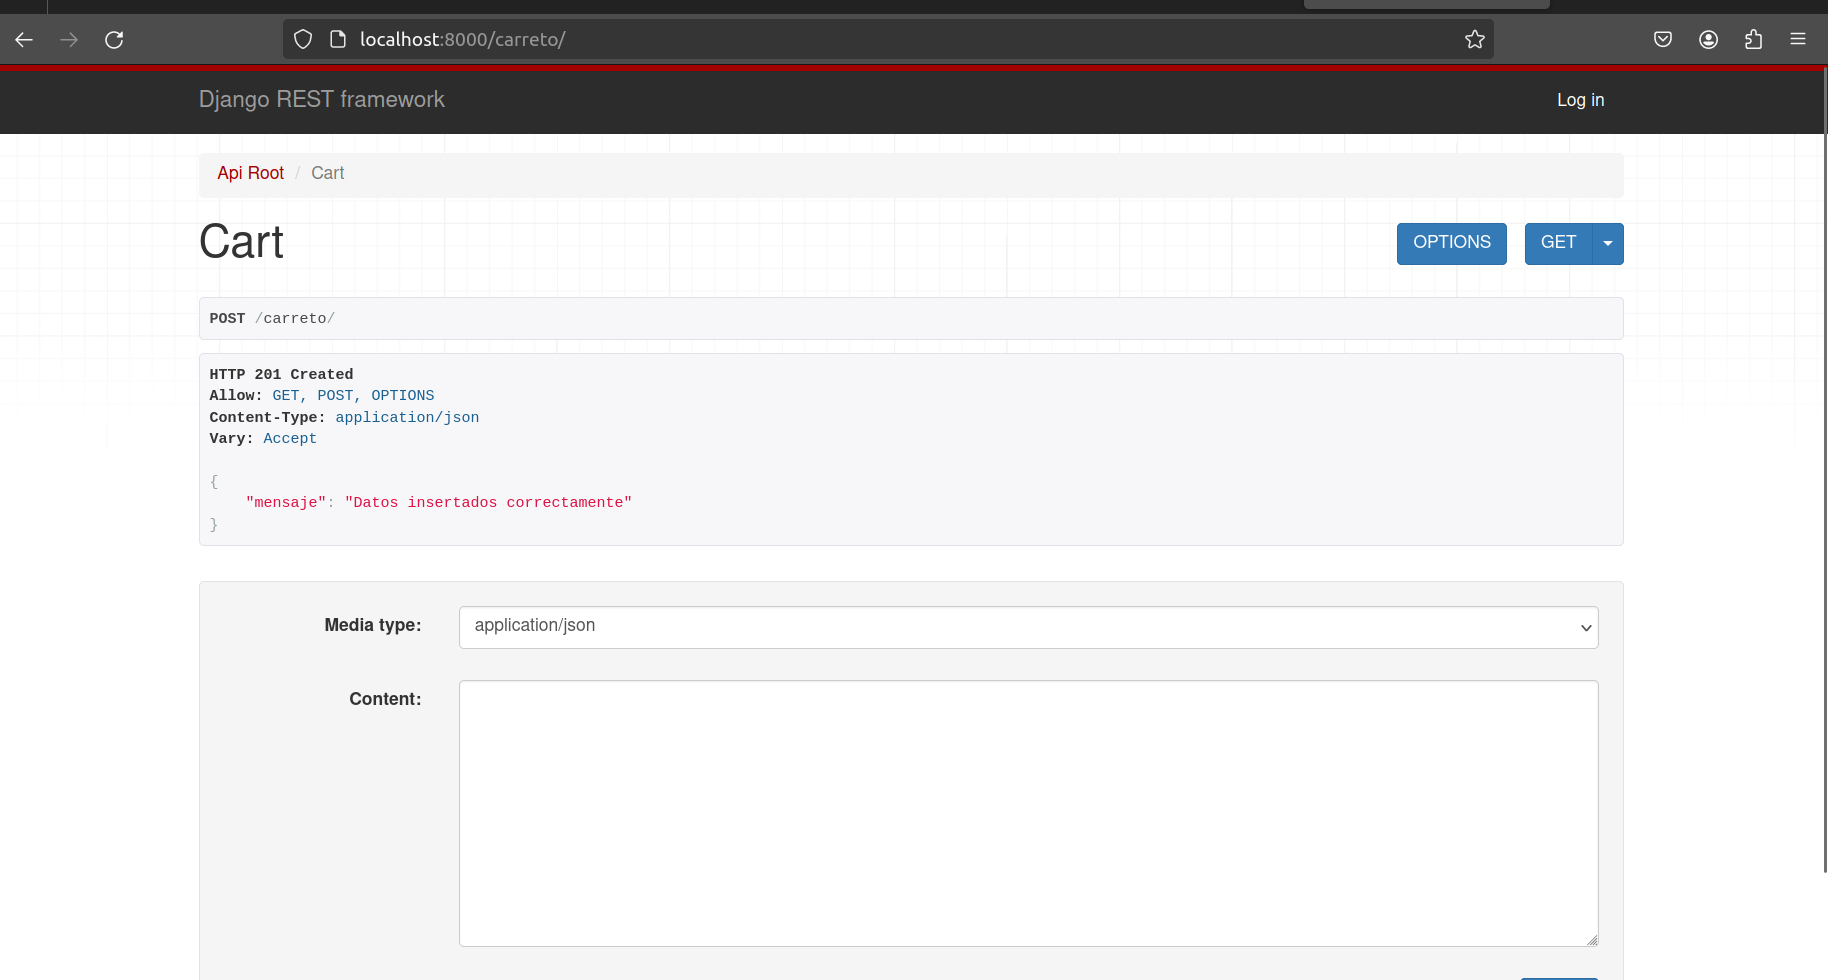 localhost:8000/carreto/
Django REST framework
Log in
Api Root / Cart
Cart
OPTIONS
GET
POST /carreto/
HTTP 201 Created
Allow: GET, POST, OPTIONS
Content-Type: application/json
Vary: Accept
{
"mensaje": "Datos insertados correctamente"
}
Media type:
application/json
Content: